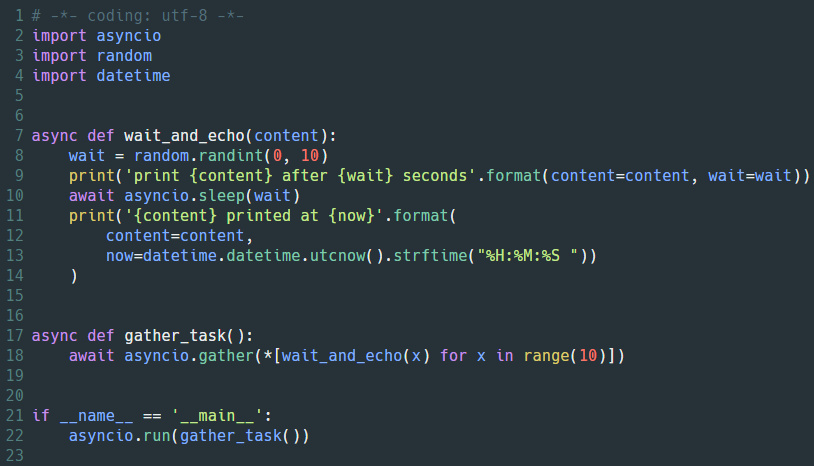 1 # -*- coding: utf-8 -*-
2 import asyncio
3 import random
4 import datetime
5
6
7 async def wait_and_echo(content):
8     wait = random.randint(0, 10)
9     print('print {content} after {wait} seconds'.format(content=content, wait=wait))
10     await asyncio.sleep(wait)
11     print('{content} printed at {now}'.format(
12         content=content,
13         now=datetime.datetime.utcnow().strftime("%H:%M:%S "))
14     )
15
16
17 async def gather_task():
18     await asyncio.gather(*[wait_and_echo(x) for x in range(10)])
19
20
21 if __name__ == '__main__':
22     asyncio.run(gather_task())
23